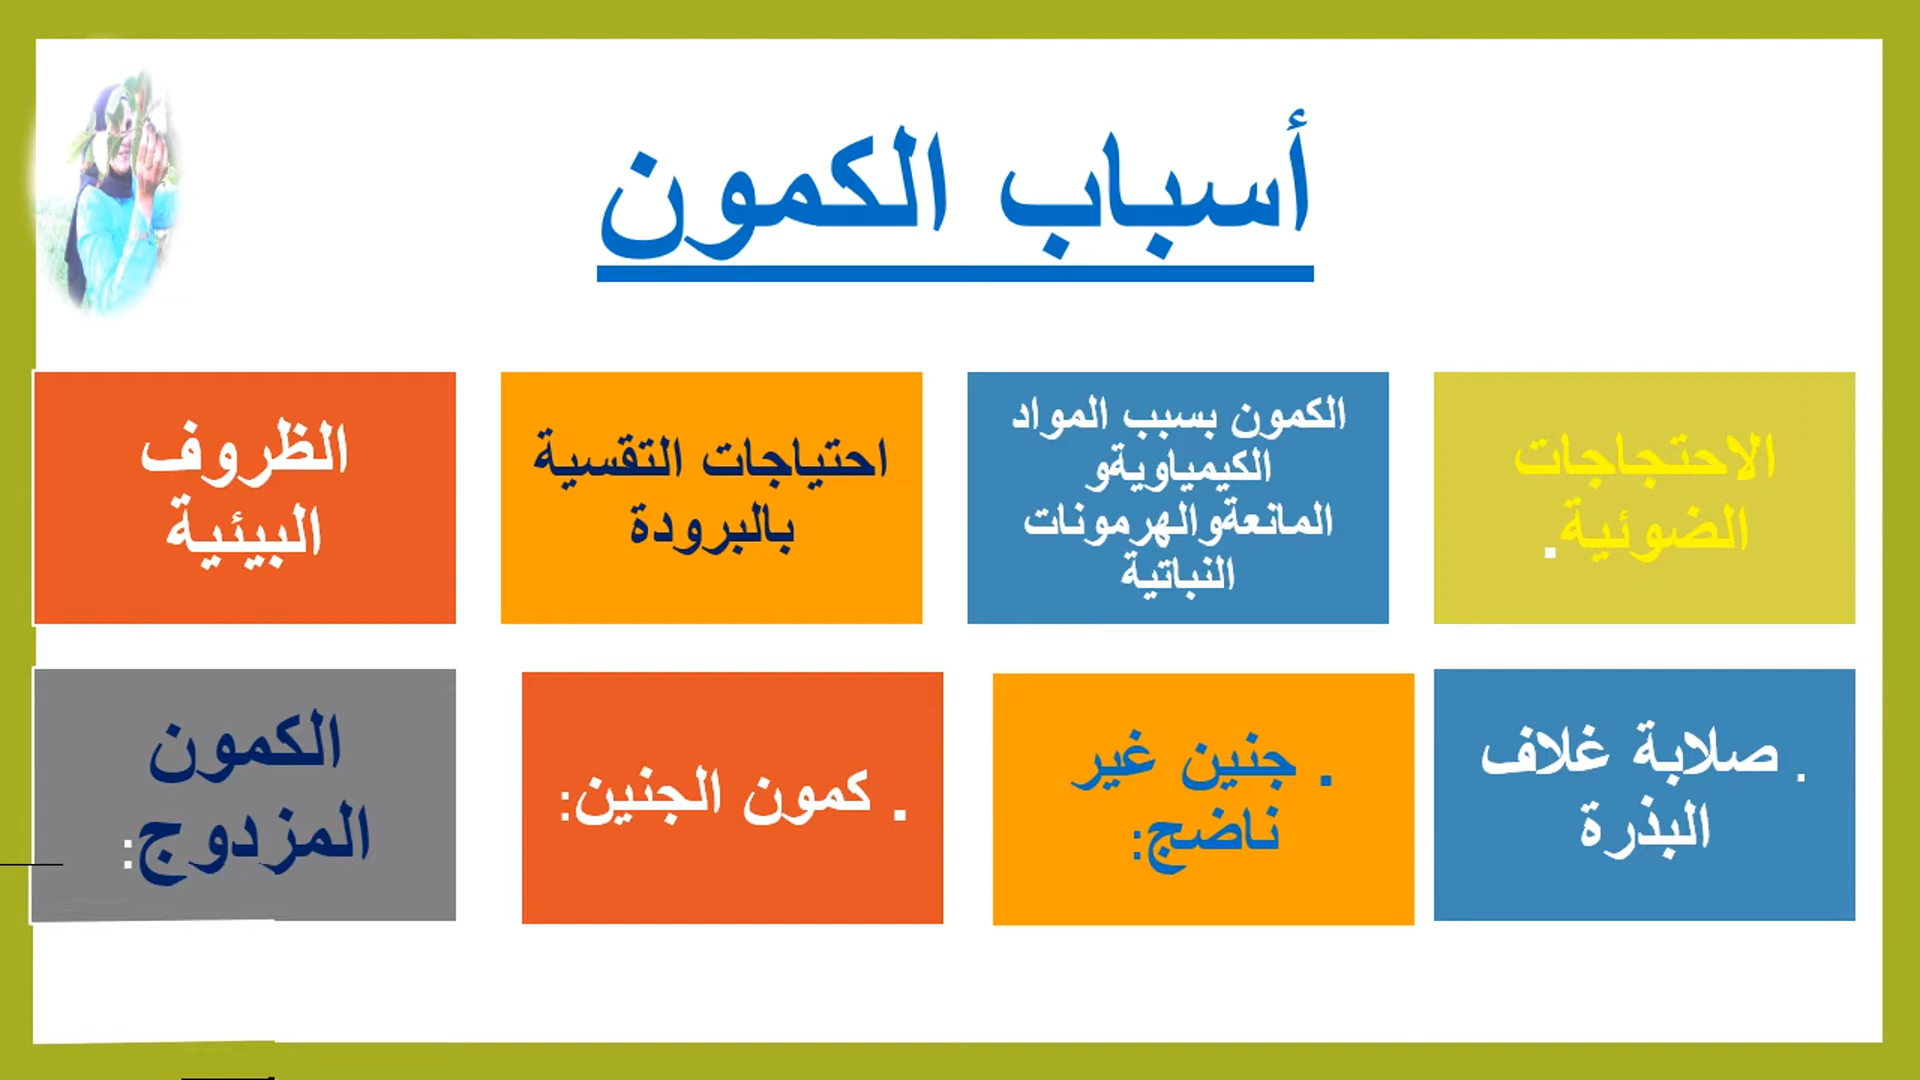 أسباب الكمون
الاحتجاجات
الضوئية.
الكمون بسبب المواد
الكيمياويةو
المانعةوالهرمونات
النباتية
احتياجات التقسية
بالبرودة
الظروف
البيئية
. صلابة غلاف
البذرة
. جنين غير
ناضج:
. كمون الجنين:
الكمون
المزدوج: